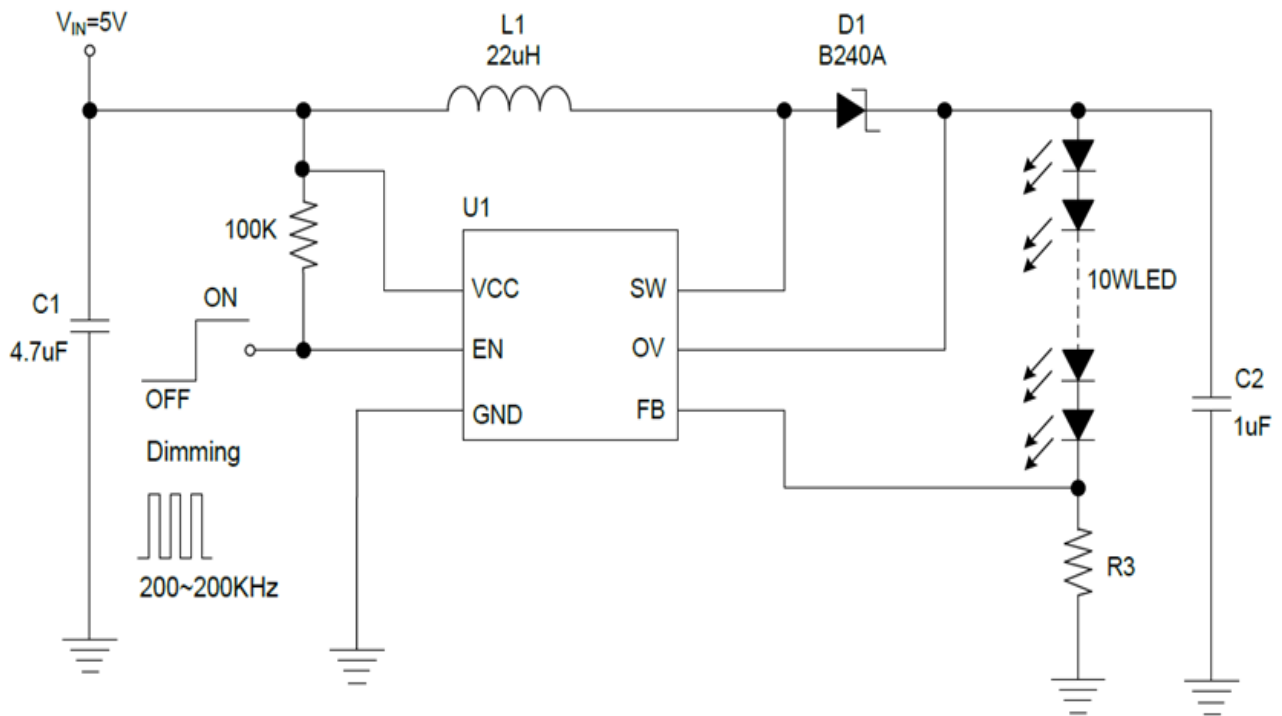 VIN=5V
L1
22uH
D1
B240A
100K
U1
VCC
SW
EN
OV
GND
FB
C1
4.7uF
ON
OFF
Dimming
200~200KHz
10WLED
C2
1uF
R3